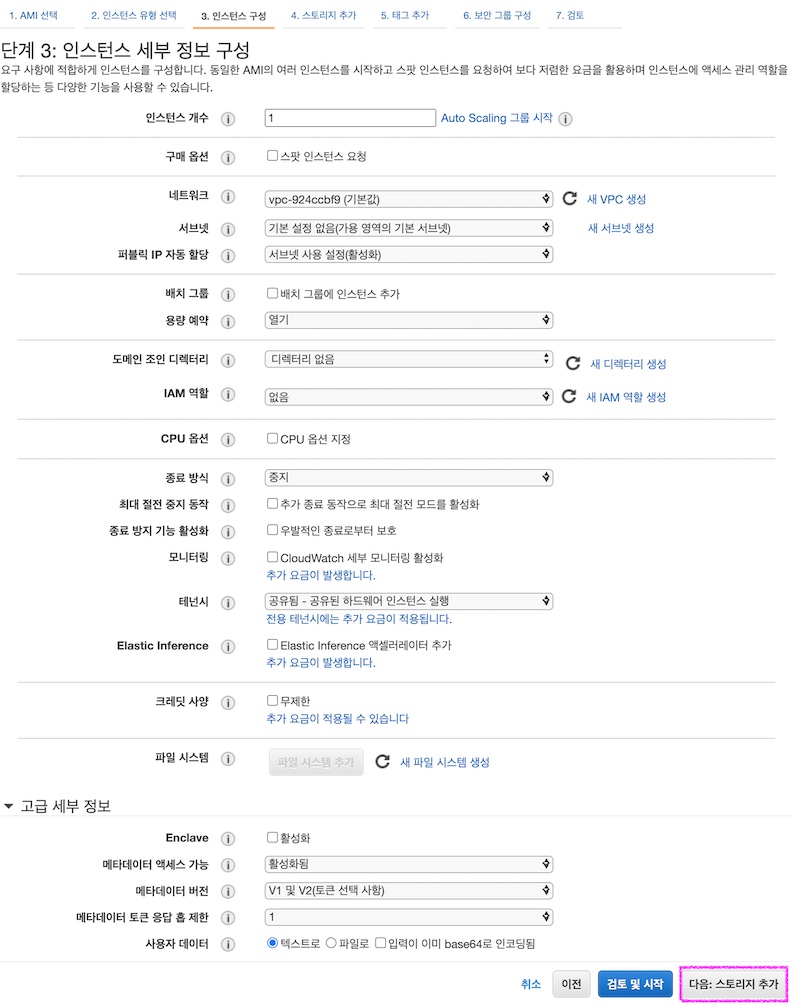 1. AMI 선택 2. 인스턴스 유형 선택 3. 인스턴스 구성 4. 스토리지 추가 5. 태그 추가 6. 보안 그룹 구성 7. 검토
단계 3: 인스턴스 세부 정보 구성
요구 사항에 적합하게 인스턴스를 구성합니다. 동일한 AMI의 여러 인스턴스를 시작하고 스팟 인스턴스를 요청하여 보다 저렴한 요금을 활용하며 인스턴스에 액세스 관리 역할을
할당하는 등 다양한 기능을 사용할 수 있습니다.
인스턴스 개수 1 Auto Scaling 그룹 시작
구매 옵션 스팟 인스턴스 요청
네트워크 vpc-924ccbf9 (기본값) 새 VPC 생성
서브넷 기본 설정 없음(가용 영역의 기본 서브넷) 새 서브넷 생성
퍼블릭 IP 자동 할당 서브넷 사용 설정(활성화)
배치 그룹 배치 그룹에 인스턴스 추가
용량 예약 열기
도메인 조인 디렉터리 디렉터리 없음 새 디렉터리 생성
IAM 역할 없음 새 IAM 역할 생성
CPU 옵션 CPU 옵션 지정
종료 방식 중지
최대 절전 중지 동작 추가 종료 동작으로 최대 절전 모드를 활성화
종료 방지 기능 활성화 우발적인 종료로부터 보호
모니터링 CloudWatch 세부 모니터링 활성화
추가 요금이 발생합니다.
테넌시 공유됨 - 공유된 하드웨어 인스턴스 실행
전용 테넌시에는 추가 요금이 적용됩니다.
Elastic Inference Elastic Inference 액셀러레이터 추가
추가 요금이 발생합니다.
크레딧 사양 무제한
추가 요금이 적용될 수 있습니다
파일 시스템 파일 시스템 추가 새 파일 시스템 생성
고급 세부 정보
Enclave 활성화
메타데이터 액세스 가능 활성화됨
메타데이터 버전 V1 및 V2(토큰 선택 사항)
메타데이터 토큰 응답 홉 제한 1
사용자 데이터 텍스트로 파일로 입력이 이미 base64로 인코딩됨
취소 이전 검토 및 시작 다음: 스토리지 추가